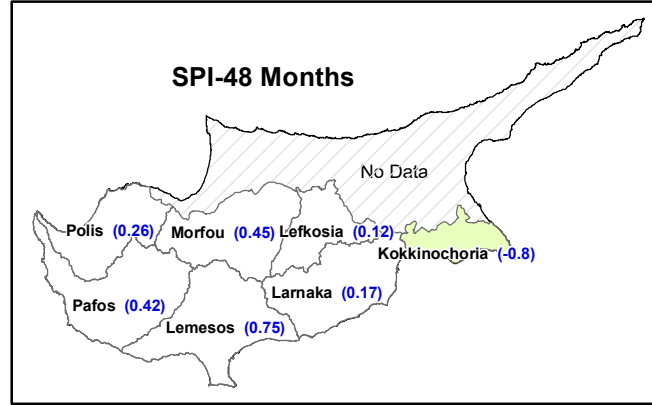 SPI-48 Months
No Data
Polis (0.26)
Morfou (0.45)
Lefkosia (0.12)
Kokkinochoria (-0.8)
Pafos (0.42)
Larnaka (0.17)
Lemesos (0.75)